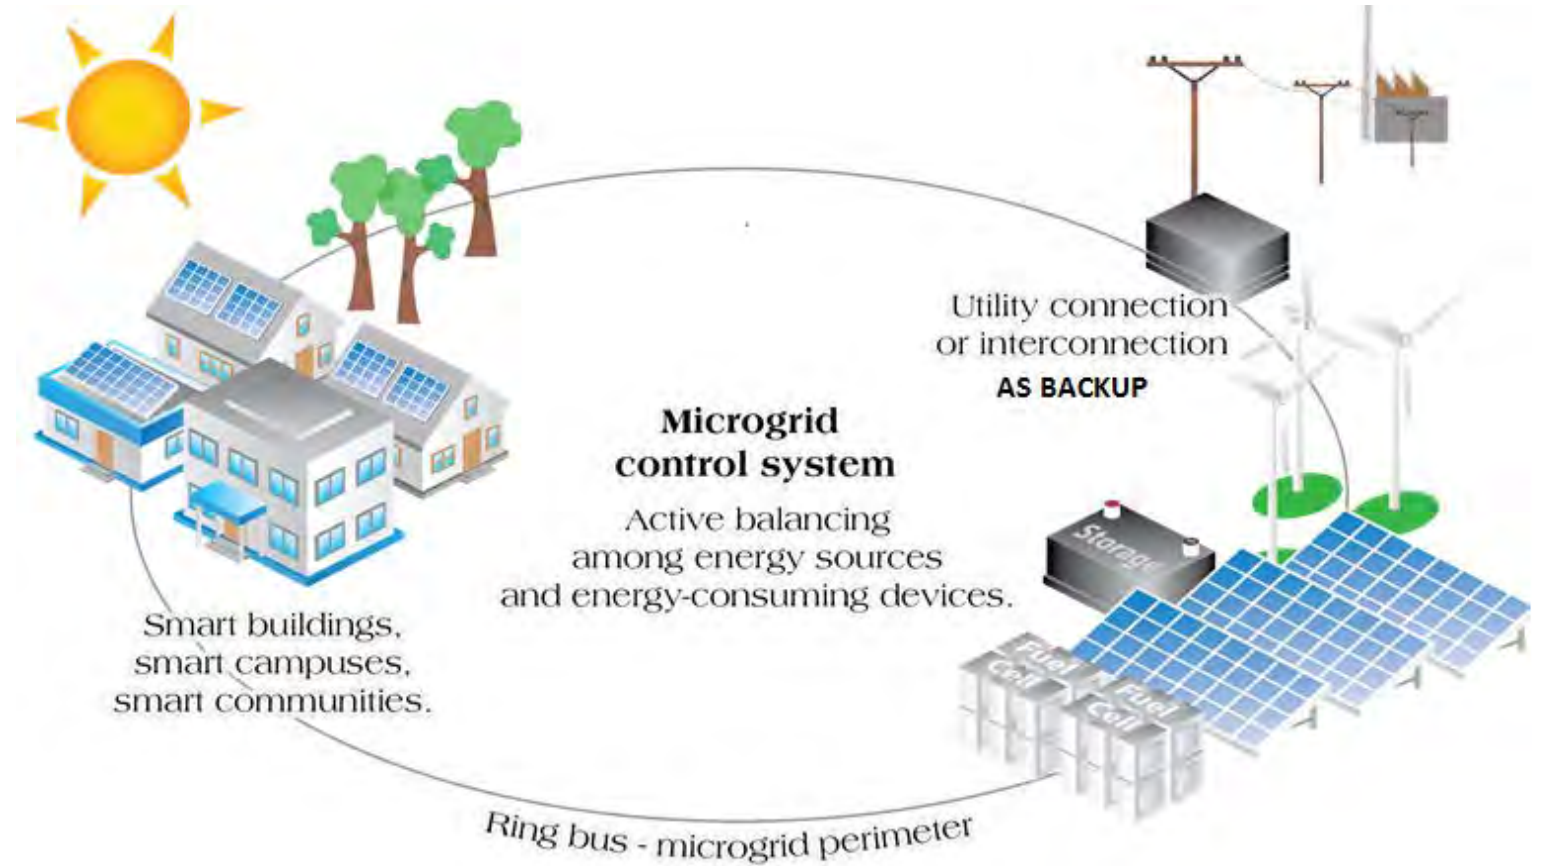 Utility connection
or interconnection
AS BACKUP
Microgrid
control system
Active balancing
among energy sources
and energy-consuming devices.
Storage
Smart buildings,
smart campuses,
smart communities.
Fuel
Cell
Fuel
Cell
Ring bus - microgrid perimeter